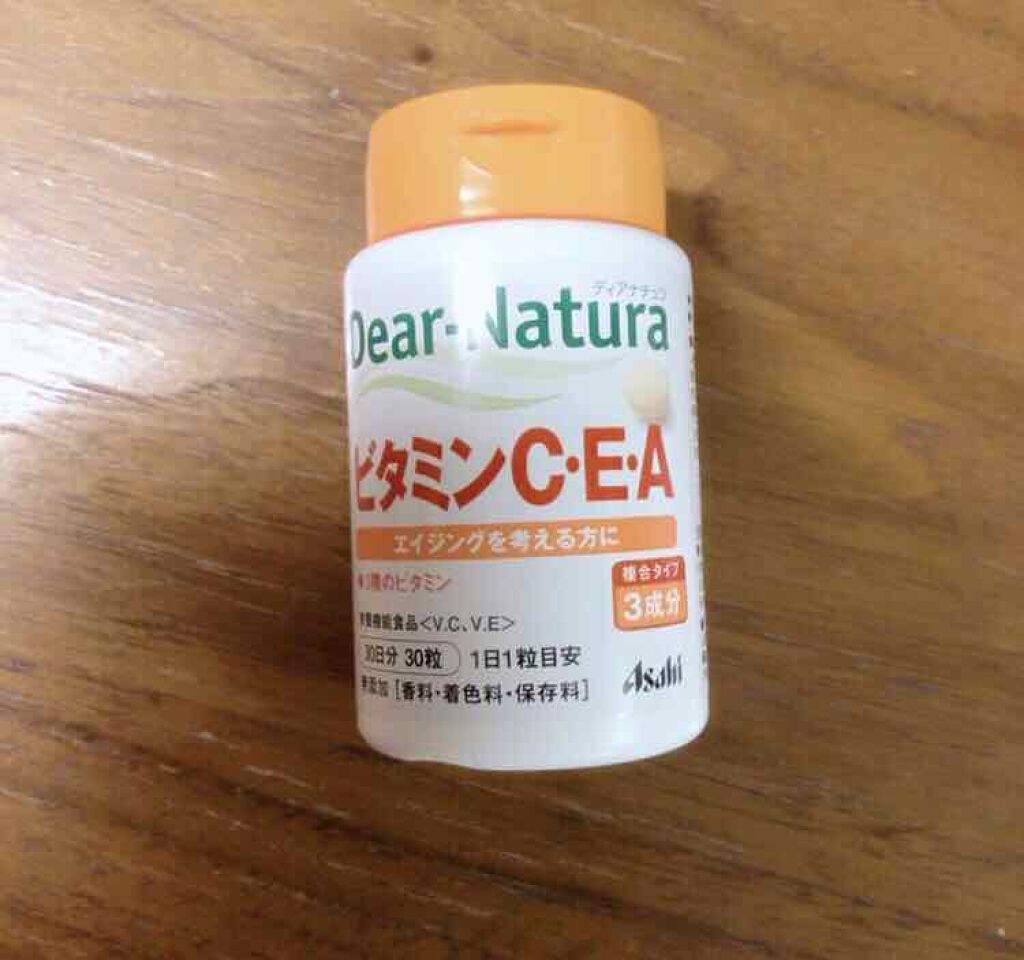 ディアナチュラ
Dear-Natura
ビタミンC・E・A
エイジングを考える方に
3種のビタミン
複合タイプ
3成分
栄養機能食品<V.C、V.E>
30日分 30粒 1日1粒目安
無添加[香料・着色料・保存料]
Asahi